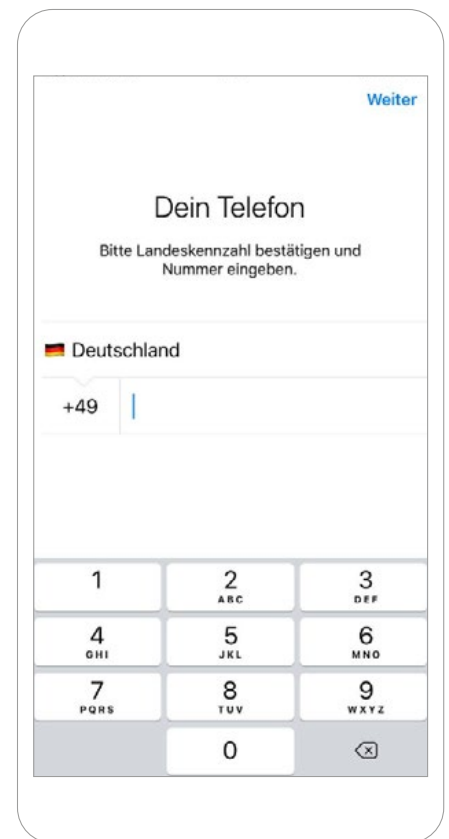 Weiter
Dein Telefon
Bitte Landeskennzahl bestätigen und
Nummer eingeben.
Deutschland
+49
1 2 3
ABC DEF
4 5 6
GHI JKL MNO
7 8 9
PQRS TUV WXYZ
0